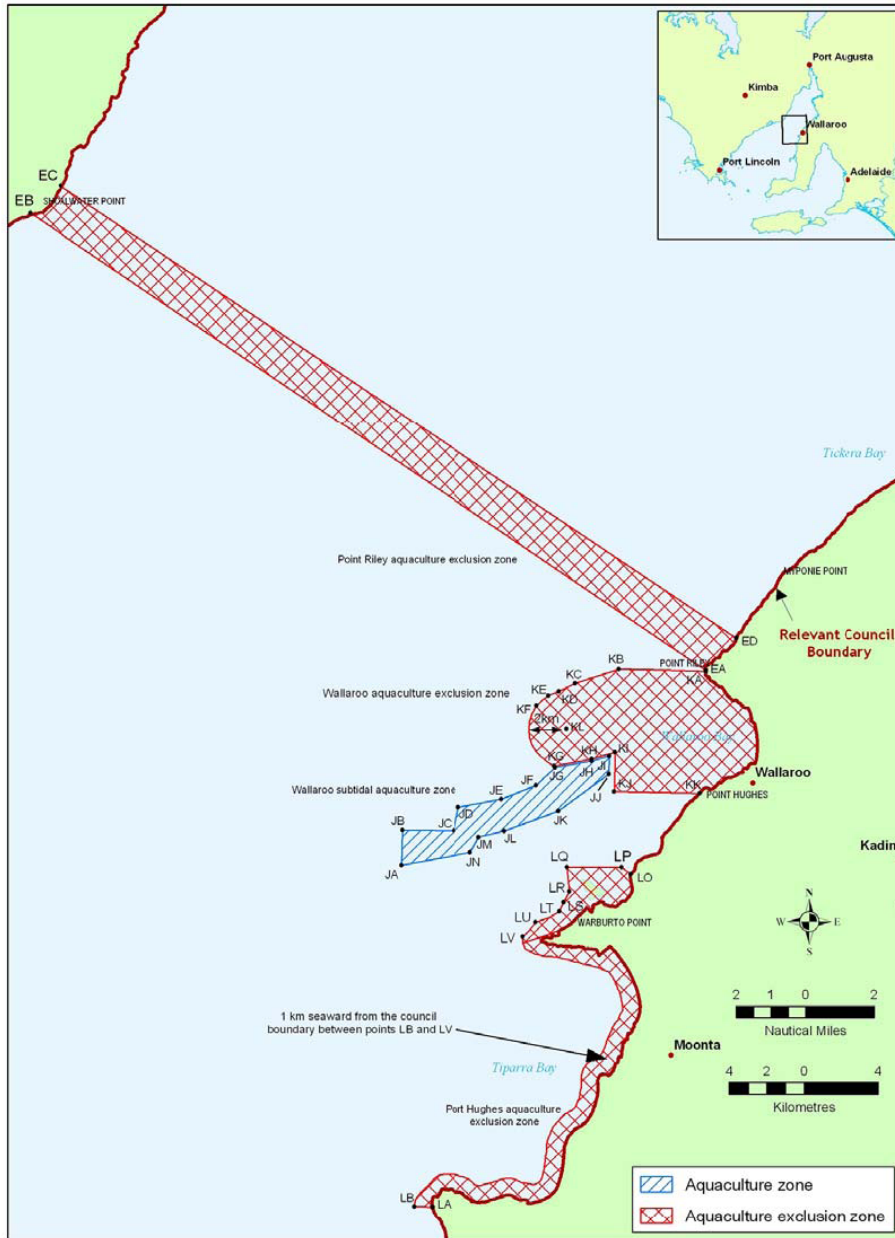 Port Augusta
Kimba
Wallaroo
Port Lincoln
Adelaide
EC
EB
SHOALWATER POINT
Tickera Bay
Point Riley aquaculture exclusion zone
MYPONIE POINT
Relevant Council
Boundary
ED
POINT RILEY
EA
KA
KB
KC
KD
KE
KF
Wallaroo aquaculture exclusion zone
2km
KL
Wallaroo Bay
KG
KH
KI
JG
JH
JI
JJ
KJ
KK
Wallaroo
POINT HUGHES
Wallaroo subtidal aquaculture zone
JF
JE
JD
JB
JC
JK
JL
JM
JN
JA
Kadin
LQ
LP
LO
LR
LS
LT
LU
WARBURTO POINT
LV
N
W
E
S
2 1 0 2
Nautical Miles
1 km seaward from the council
boundary between points LB and LV
Moonta
Tiparra Bay
4 2 0 4
Kilometres
Port Hughes aquaculture
exclusion zone
LB
LA
Aquaculture zone
Aquaculture exclusion zone